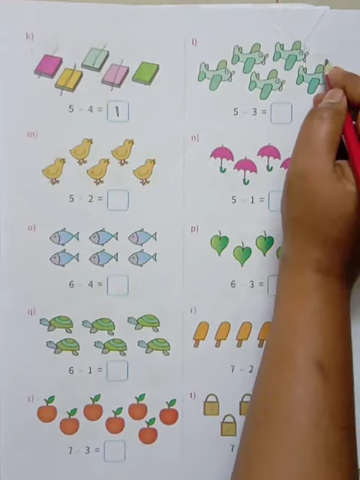 k)
l)
5 - 4 = 1
5 - 3 =
m)
n)
5 - 2 =
5 - 1 =
o)
p)
6 - 4 =
6 - 3 =
q)
r)
6 - 1 =
7 - 2
s)
t)
7 - 3 =
7